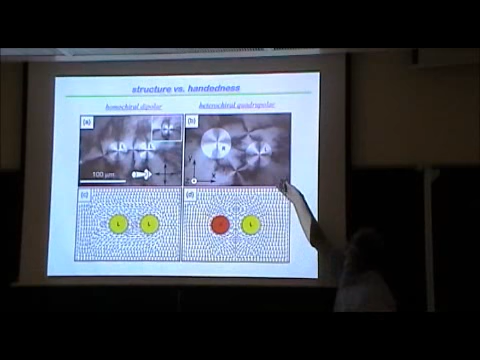 structure vs. handedness
homochiral dipolar
heterochiral quadrupolar
(a)
(b)
L
L
L
100 µm
y
x
(c)
(d)
L
L
L